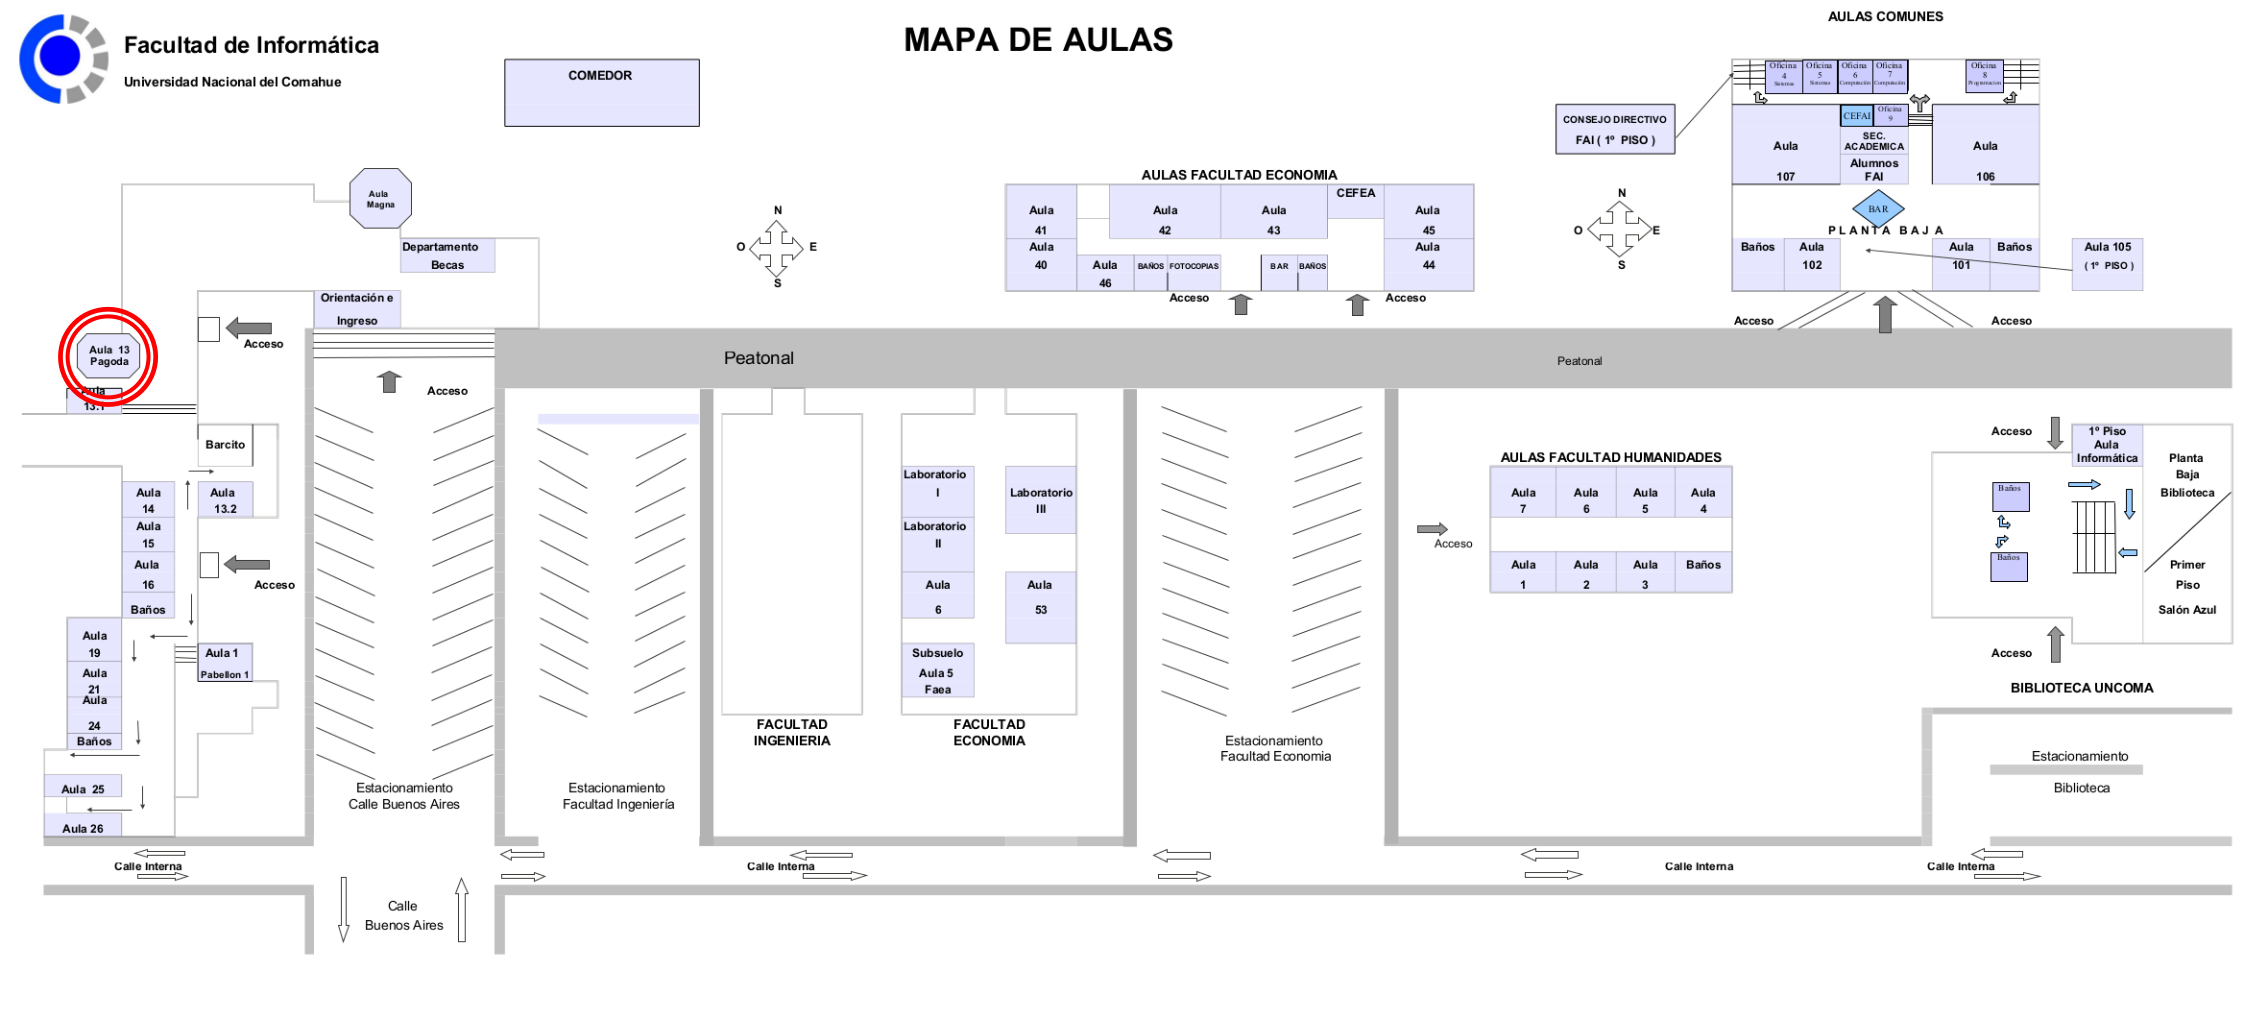 Facultad de Informática
Universidad Nacional del Comahue
MAPA DE AULAS
COMEDOR
AULAS COMUNES
Oficina
4
Sistemas
Oficina
5
Sistemas
Oficina
6
Computación
Oficina
7
Computación
Oficina
8
Programacion
CEFAI
Oficina
9
CONSEJO DIRECTIVO
FAI ( 1º PISO )
SEC.
ACADEMICA
Alumnos
FAI
Aula
107
Aula
106
BAR
PLANTA BAJA
Baños
Aula
102
Aula
101
Baños
Aula 105
( 1º PISO )
Acceso
Acceso
Aula
Magna
Departamento
Becas
Orientación e
Ingreso
N
O
E
S
AULAS FACULTAD ECONOMIA
Aula
41
Aula
42
Aula
43
CEFEA
Aula
45
Aula
40
Aula
46
BAÑOS
FOTOCOPIAS
BAR
BAÑOS
Aula
44
Acceso
Acceso
N
O
E
S
Acceso
Aula 13
Pagoda
Aula
13.1
Acceso
Peatonal
Peatonal
Barcito
Aula
14
Aula
13.2
Aula
15
Aula
16
Baños
Acceso
Aula
19
Aula 1
Pabellon 1
Aula
21
Aula
24
Baños
Aula 25
Aula 26
Estacionamiento
Calle Buenos Aires
Estacionamiento
Facultad Ingeniería
FACULTAD
INGENIERIA
Laboratorio
I
Laboratorio
II
Laboratorio
III
Aula
6
Aula
53
Subsuelo
Aula 5
Faea
FACULTAD
ECONOMIA
Estacionamiento
Facultad Economia
Acceso
AULAS FACULTAD HUMANIDADES
Aula
7
Aula
6
Aula
5
Aula
4
Aula
1
Aula
2
Aula
3
Baños
Acceso
1º Piso
Aula
Informática
Planta
Baja
Biblioteca
Baños
Baños
Primer
Piso
Salón Azul
Acceso
BIBLIOTECA UNCOMA
Estacionamiento
Biblioteca
Calle Interna
Calle Interna
Calle Interna
Calle Interna
Calle
Buenos Aires